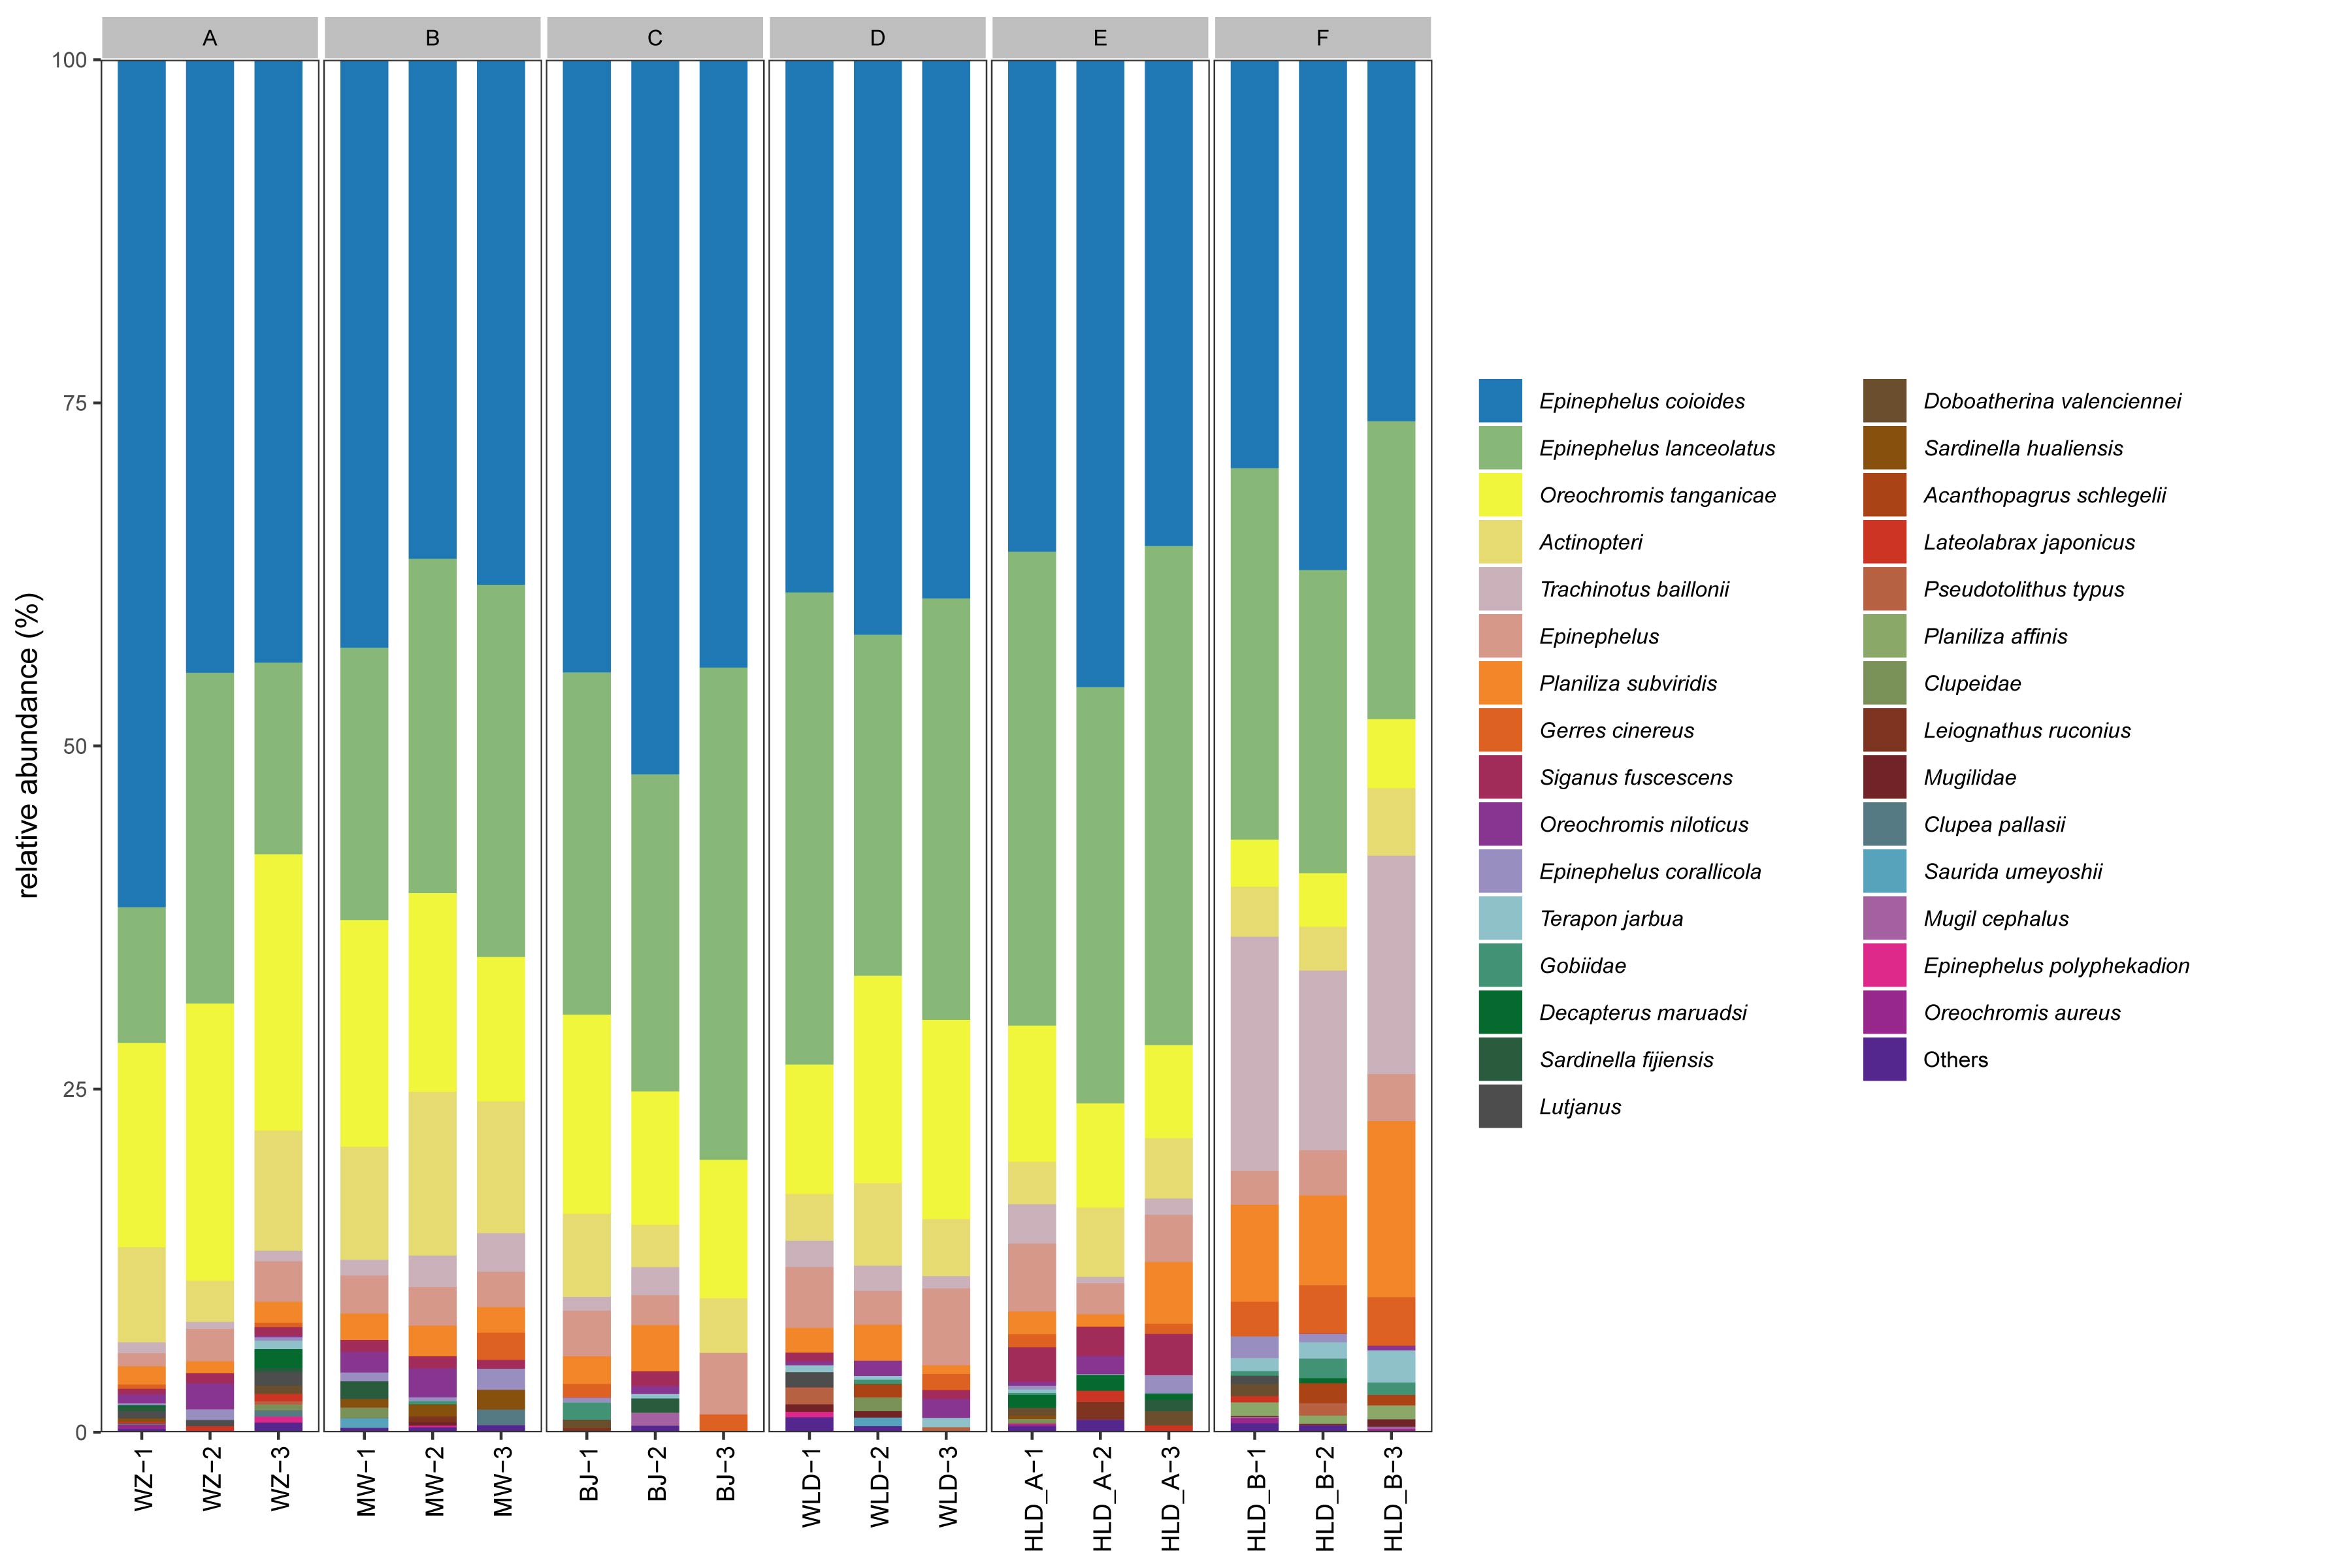 A
B
C
D
E
F
100
75
50
25
0
relative abundance (%)
WZ−1
WZ−2
WZ−3
MW−1
MW−2
MW−3
BJ−1
BJ−2
BJ−3
WLD−1
WLD−2
WLD−3
HLD_A−1
HLD_A−2
HLD_A−3
HLD_B−1
HLD_B−2
HLD_B−3
Epinephelus coioides
Epinephelus lanceolatus
Oreochromis tanganicae
Actinopteri
Trachinotus baillonii
Epinephelus
Planiliza subviridis
Gerres cinereus
Siganus fuscescens
Oreochromis niloticus
Epinephelus corallicola
Terapon jarbua
Gobiidae
Decapterus maruadsi
Sardinella fijiensis
Lutjanus
Doboatherina valenciennei
Sardinella hualiensis
Acanthopagrus schlegelii
Lateolabrax japonicus
Pseudotolithus typus
Planiliza affinis
Clupeidae
Leiognathus ruconius
Mugilidae
Clupea pallasii
Saurida umeyoshii
Mugil cephalus
Epinephelus polyphekadion
Oreochromis aureus
Others